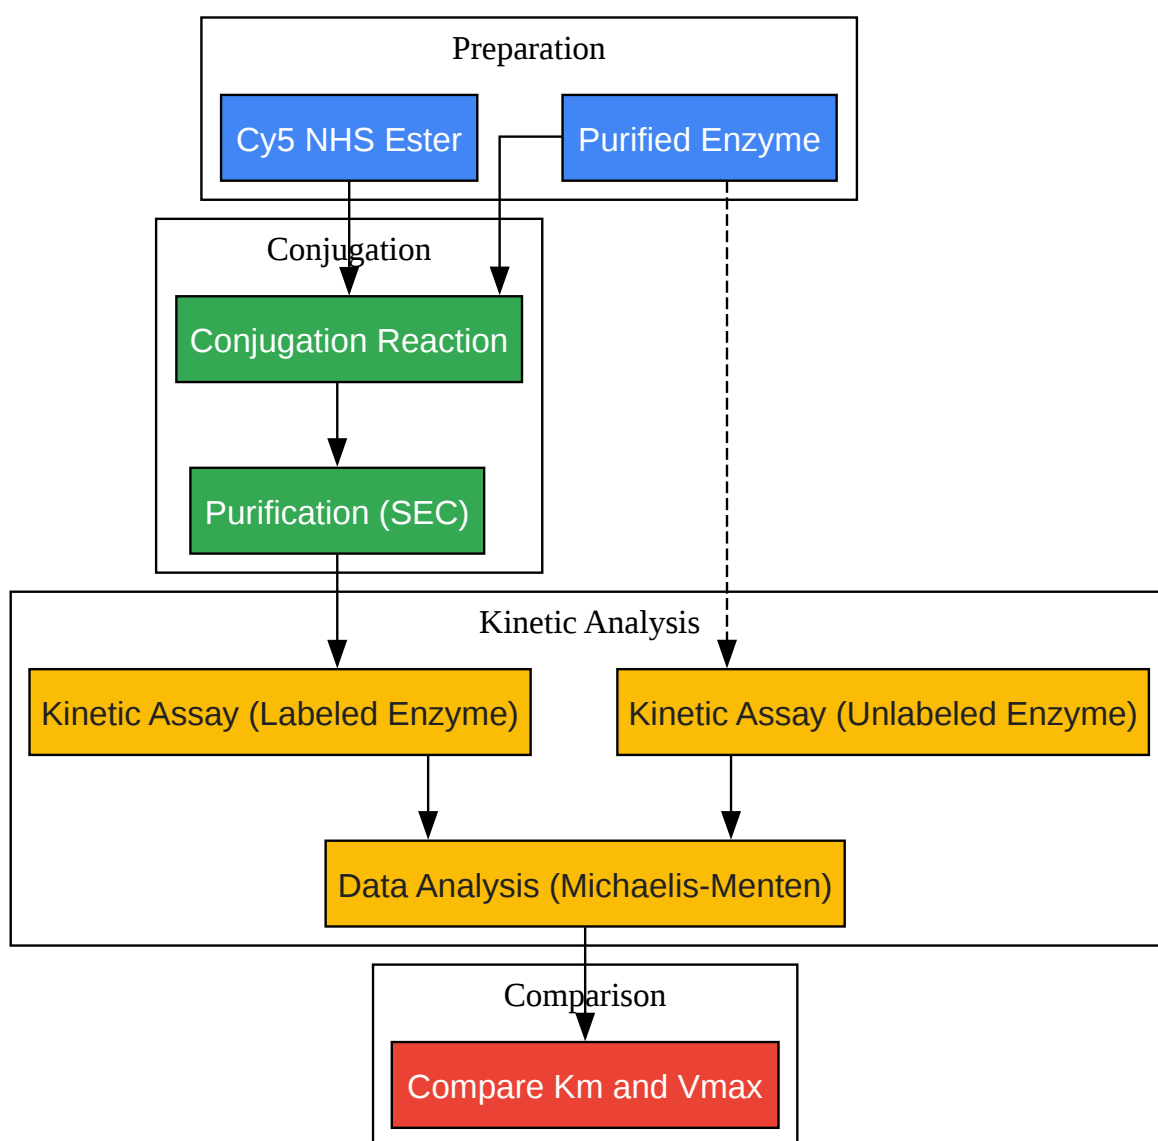 Preparation
Cy5 NHS Ester
Purified Enzyme
Conjugation
Conjugation Reaction
Purification (SEC)
Kinetic Analysis
Kinetic Assay (Labeled Enzyme)
Kinetic Assay (Unlabeled Enzyme)
Data Analysis (Michaelis-Menten)
Comparison
Compare Km and Vmax